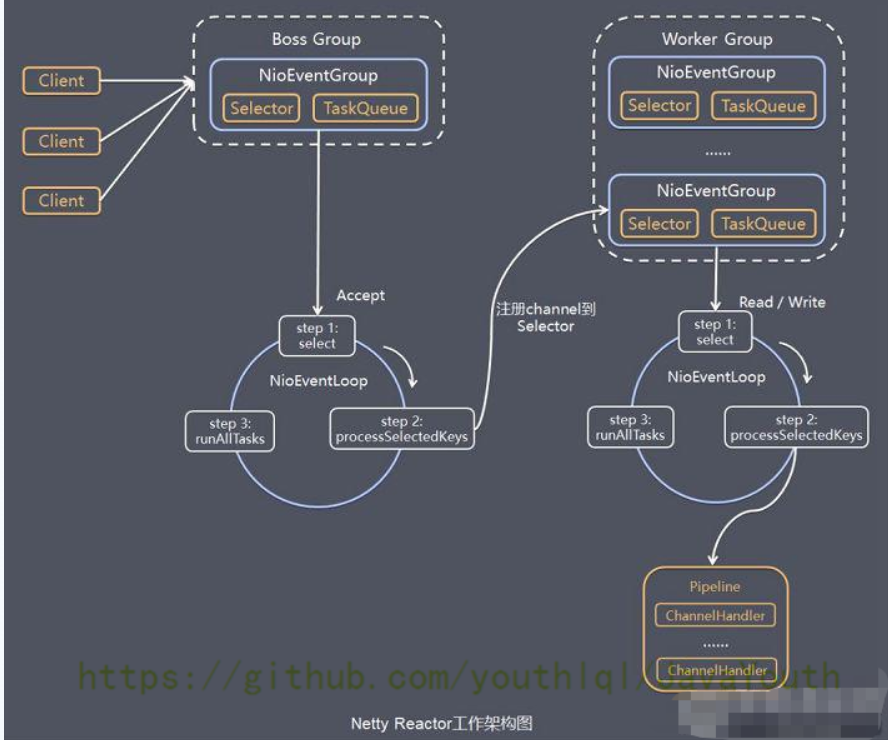 Boss Group
NioEventGroup
Selector
TaskQueue
Client
Client
Client
Accept
step 1:
select
NioEventLoop
step 2:
processSelectedKeys
step 3:
runAllTasks
注册channel到
Selector
Worker Group
NioEventGroup
Selector
TaskQueue
......
NioEventGroup
Selector
TaskQueue
Read / Write
step 1:
select
NioEventLoop
step 2:
processSelectedKeys
step 3:
runAllTasks
Pipeline
ChannelHandler
......
ChannelHandler
https://github.com/youthlql/
Netty Reactor工作架构图